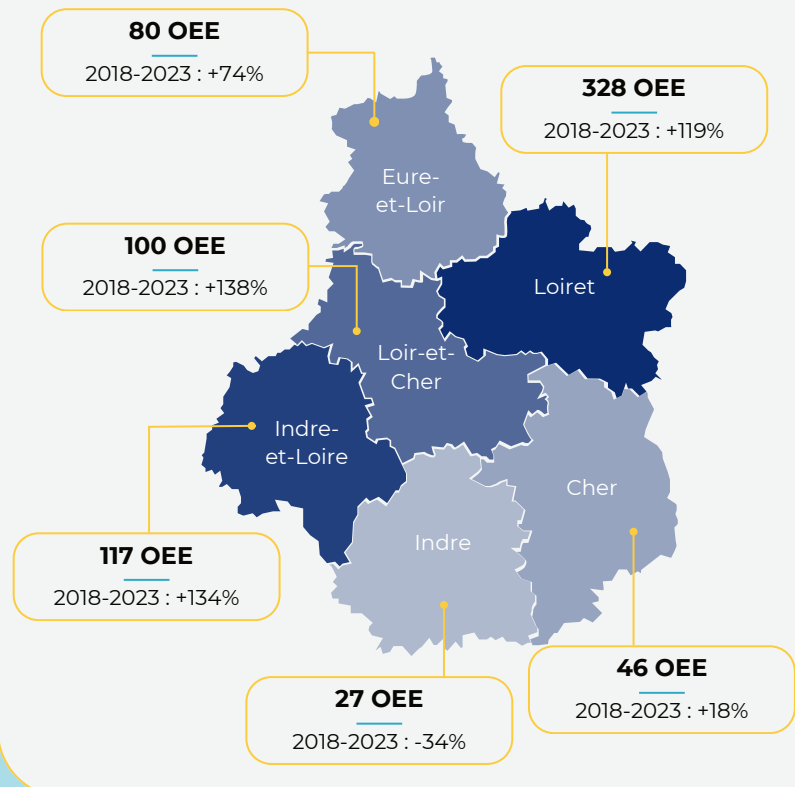 80 OEE
2018-2023 : +74%
328 OEE
2018-2023 : +119%
Eure-
et-Loir
100 OEE
2018-2023 : +138%
Loiret
Loir-et-
Cher
Indre-
et-Loire
Cher
Indre
117 OEE
2018-2023 : +134%
46 OEE
2018-2023 : +18%
27 OEE
2018-2023 : -34%